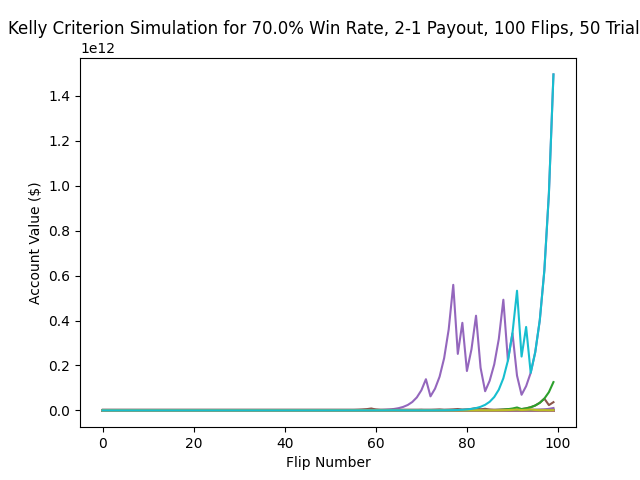 Kelly Criterion Simulation for 70.0% Win Rate, 2-1 Payout, 100 Flips, 50 Trial
1e12
1.4
1.2
1.0
0.8
0.6
0.4
0.2
0.0
Account Value ($)
0 20 40 60 80 100
Flip Number